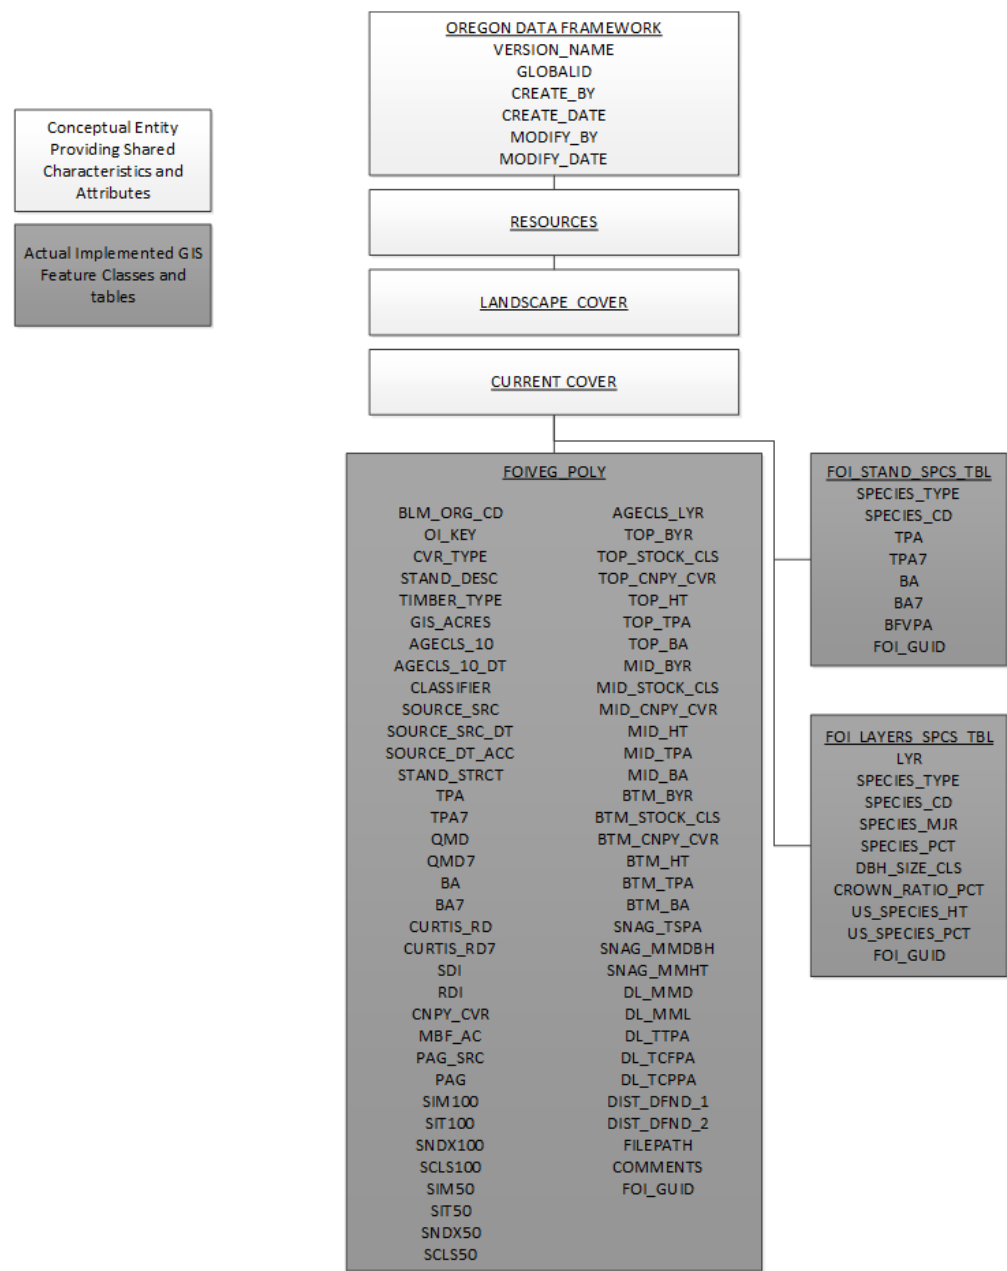 OREGON DATA FRAMEWORK
VERSION_NAME
GLOBALID
CREATE_BY
CREATE_DATE
MODIFY_BY
MODIFY_DATE
Conceptual Entity
Providing Shared
Characteristics and
Attributes
Actual Implemented GIS
Feature Classes and
tables
RESOURCES
LANDSCAPE_COVER
CURRENT COVER
FOIVEG_POLY
BLM_ORG_CD
OI_KEY
CVR_TYPE
STAND_DESC
TIMBER_TYPE
GIS_ACRES
AGECLS_10
AGECLS_10_DT
CLASSIFIER
SOURCE_SRC
SOURCE_SRC_DT
SOURCE_DT_ACC
STAND_STRCT
TPA
TPA7
QMD
QMD7
BA
BA7
CURTIS_RD
CURTIS_RD7
SDI
RDI
CNPY_CVR
MBF_AC
PAG_SRC
PAG
SIM100
SIT100
SNDX100
SCLS100
SIM50
SIT50
SNDX50
SCLS50
AGECLS_LYR
TOP_BYR
TOP_STOCK_CLS
TOP_CNPY_CVR
TOP_HT
TOP_TPA
TOP_BA
MID_BYR
MID_STOCK_CLS
MID_CNPY_CVR
MID_HT
MID_TPA
MID_BA
BTM_BYR
BTM_STOCK_CLS
BTM_CNPY_CVR
BTM_HT
BTM_TPA
BTM_BA
SNAG_TSPA
SNAG_MMDBH
SNAG_MMHT
DL_MMD
DL_MML
DL_TTPA
DL_TCFPA
DL_TCPPA
DIST_DFND_1
DIST_DFND_2
FILEPATH
COMMENTS
FOI_GUID
FOI_STAND_SPCS_TBL
SPECIES_TYPE
SPECIES_CD
TPA
TPA7
BA
BA7
BFVPA
FOI_GUID
FOI_LAYERS_SPCS_TBL
LYR
SPECIES_TYPE
SPECIES_CD
SPECIES_MJR
SPECIES_PCT
DBH_SIZE_CLS
CROWN_RATIO_PCT
US_SPECIES_HT
US_SPECIES_PCT
FOI_GUID